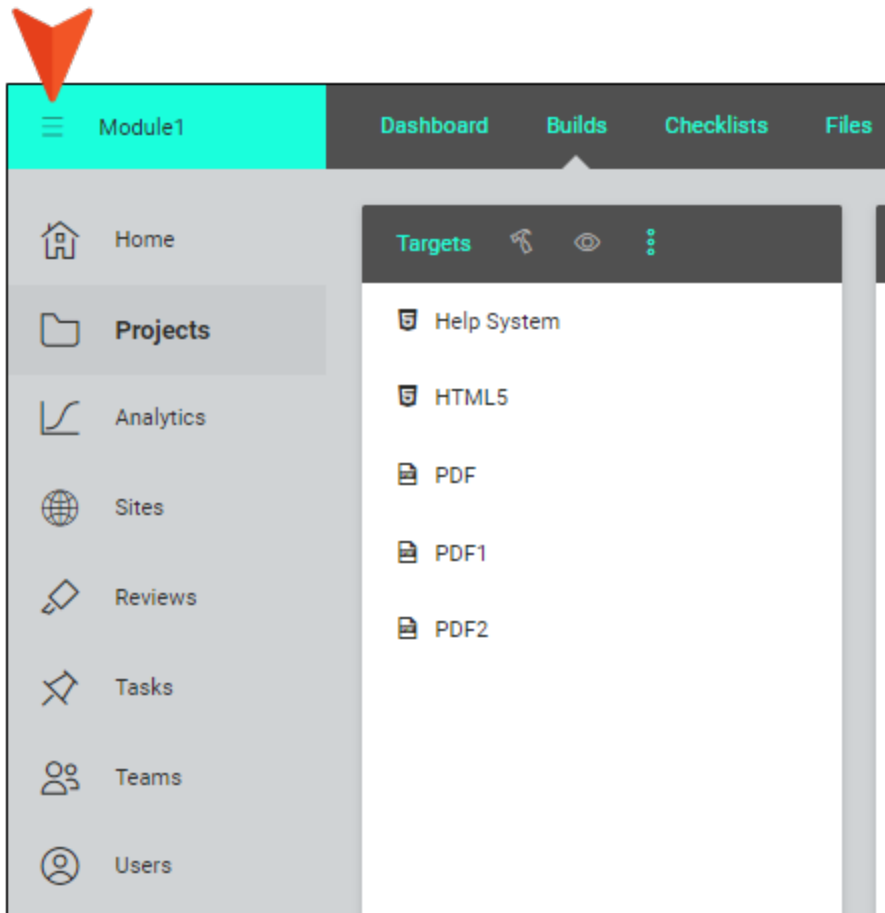 Module1
Dashboard Builds Checklists Files
Home
Projects
Analytics
Sites
Reviews
Tasks
Teams
Users
Targets
Help System
HTML5
PDF
PDF1
PDF2